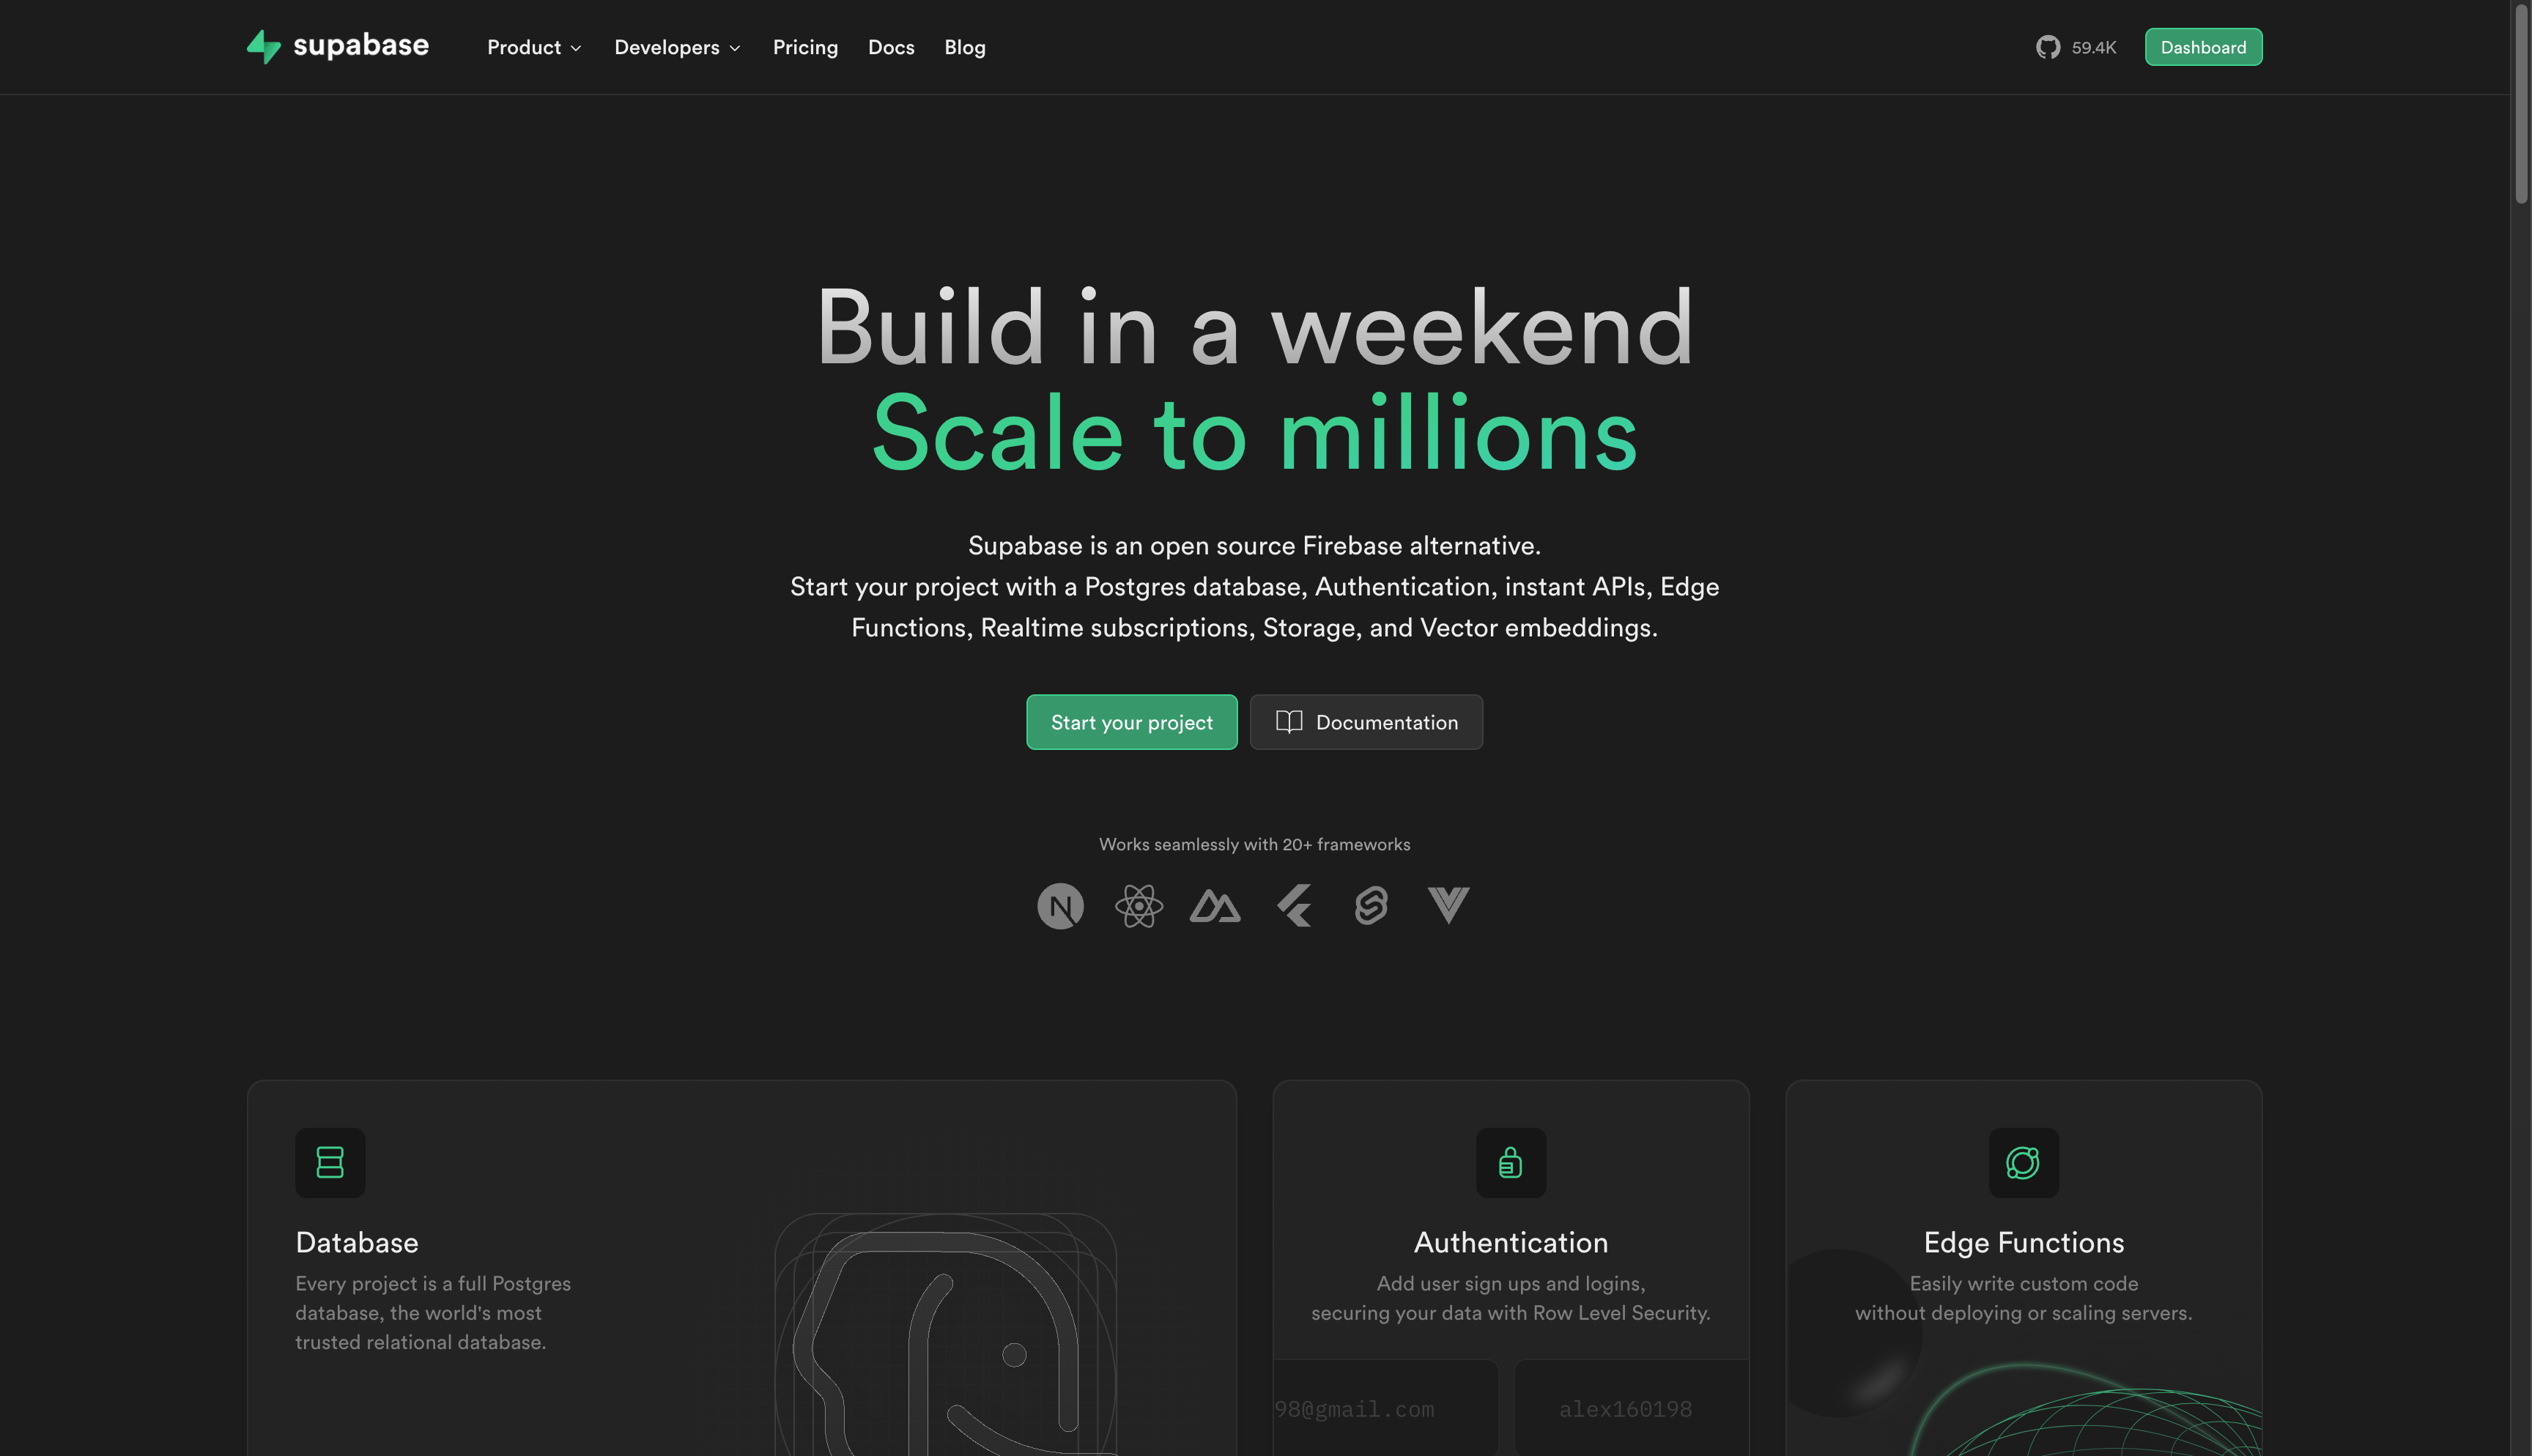 supabase
Product
Developers
Pricing
Docs
Blog
59.4K
Dashboard
Build in a weekend
Scale to millions
Supabase is an open source Firebase alternative.
Start your project with a Postgres database, Authentication, instant APIs, Edge
Functions, Realtime subscriptions, Storage, and Vector embeddings.
Start your project
Documentation
Works seamlessly with 20+ frameworks
N
Database
Every project is a full Postgres
database, the world's most
trusted relational database.
Authentication
Add user sign ups and logins,
securing your data with Row Level Security.
98@gmail.com
alex160198
Edge Functions
Easily write custom code
without deploying or scaling servers.